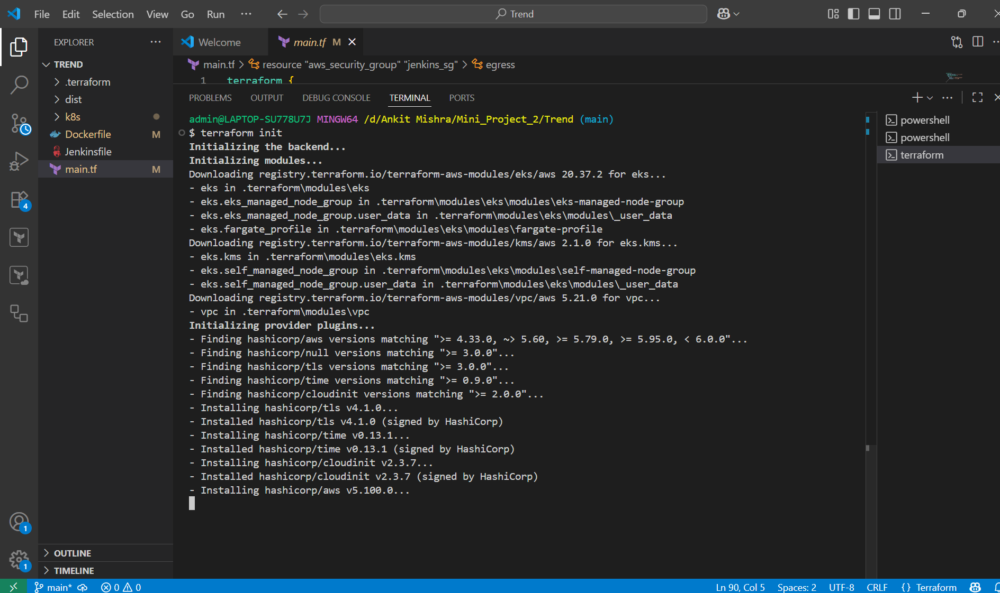 File Edit Selection View Go Run ... Trend
EXPLORER ...
TREND
.terraform
dist
k8s
Dockerfile M
Jenkinsfile
main.tf M
OUTLINE
TIMELINE
4
1
1
Welcome main.tf M
main.tf > resource "aws_security_group" "jenkins_sg" > egress
1 terraform {
PROBLEMS OUTPUT DEBUG CONSOLE TERMINAL PORTS
admin@LAPTOP-SU778U7J MINGW64 /d/Ankit Mishra/Mini_Project_2/Trend (main)
$ terraform init
Initializing the backend...
Initializing modules...
Downloading registry.terraform.io/terraform-aws-modules/eks/aws 20.37.2 for eks...
- eks in .terraform\modules\eks
- eks.eks_managed_node_group in .terraform\modules\eks\modules\eks-managed-node-group
- eks.eks_managed_node_group.user_data in .terraform\modules\eks\modules\_user_data
- eks.fargate_profile in .terraform\modules\eks\modules\fargate-profile
Downloading registry.terraform.io/terraform-aws-modules/kms/aws 2.1.0 for eks.kms...
- eks.kms in .terraform\modules\eks.kms
- eks.self_managed_node_group in .terraform\modules\eks\modules\self-managed-node-group
- eks.self_managed_node_group.user_data in .terraform\modules\eks\modules\_user_data
Downloading registry.terraform.io/terraform-aws-modules/vpc/aws 5.21.0 for vpc...
- vpc in .terraform\modules\vpc
Initializing provider plugins...
- Finding hashicorp/aws versions matching ">= 4.33.0, ~> 5.60, >= 5.79.0, >= 5.95.0, < 6.0.0"...
- Finding hashicorp/null versions matching ">= 3.0.0"...
- Finding hashicorp/tls versions matching ">= 3.0.0"...
- Finding hashicorp/time versions matching ">= 0.9.0"...
- Finding hashicorp/cloudinit versions matching ">= 2.0.0"...
- Installing hashicorp/tls v4.1.0...
- Installed hashicorp/tls v4.1.0 (signed by HashiCorp)
- Installing hashicorp/time v0.13.1...
- Installed hashicorp/time v0.13.1 (signed by HashiCorp)
- Installing hashicorp/cloudinit v2.3.7...
- Installed hashicorp/cloudinit v2.3.7 (signed by HashiCorp)
- Installing hashicorp/aws v5.100.0...
powershell
powershell
terraform
main* 0 0 Ln 90, Col 5 Spaces: 2 UTF-8 CRLF {} Terraform